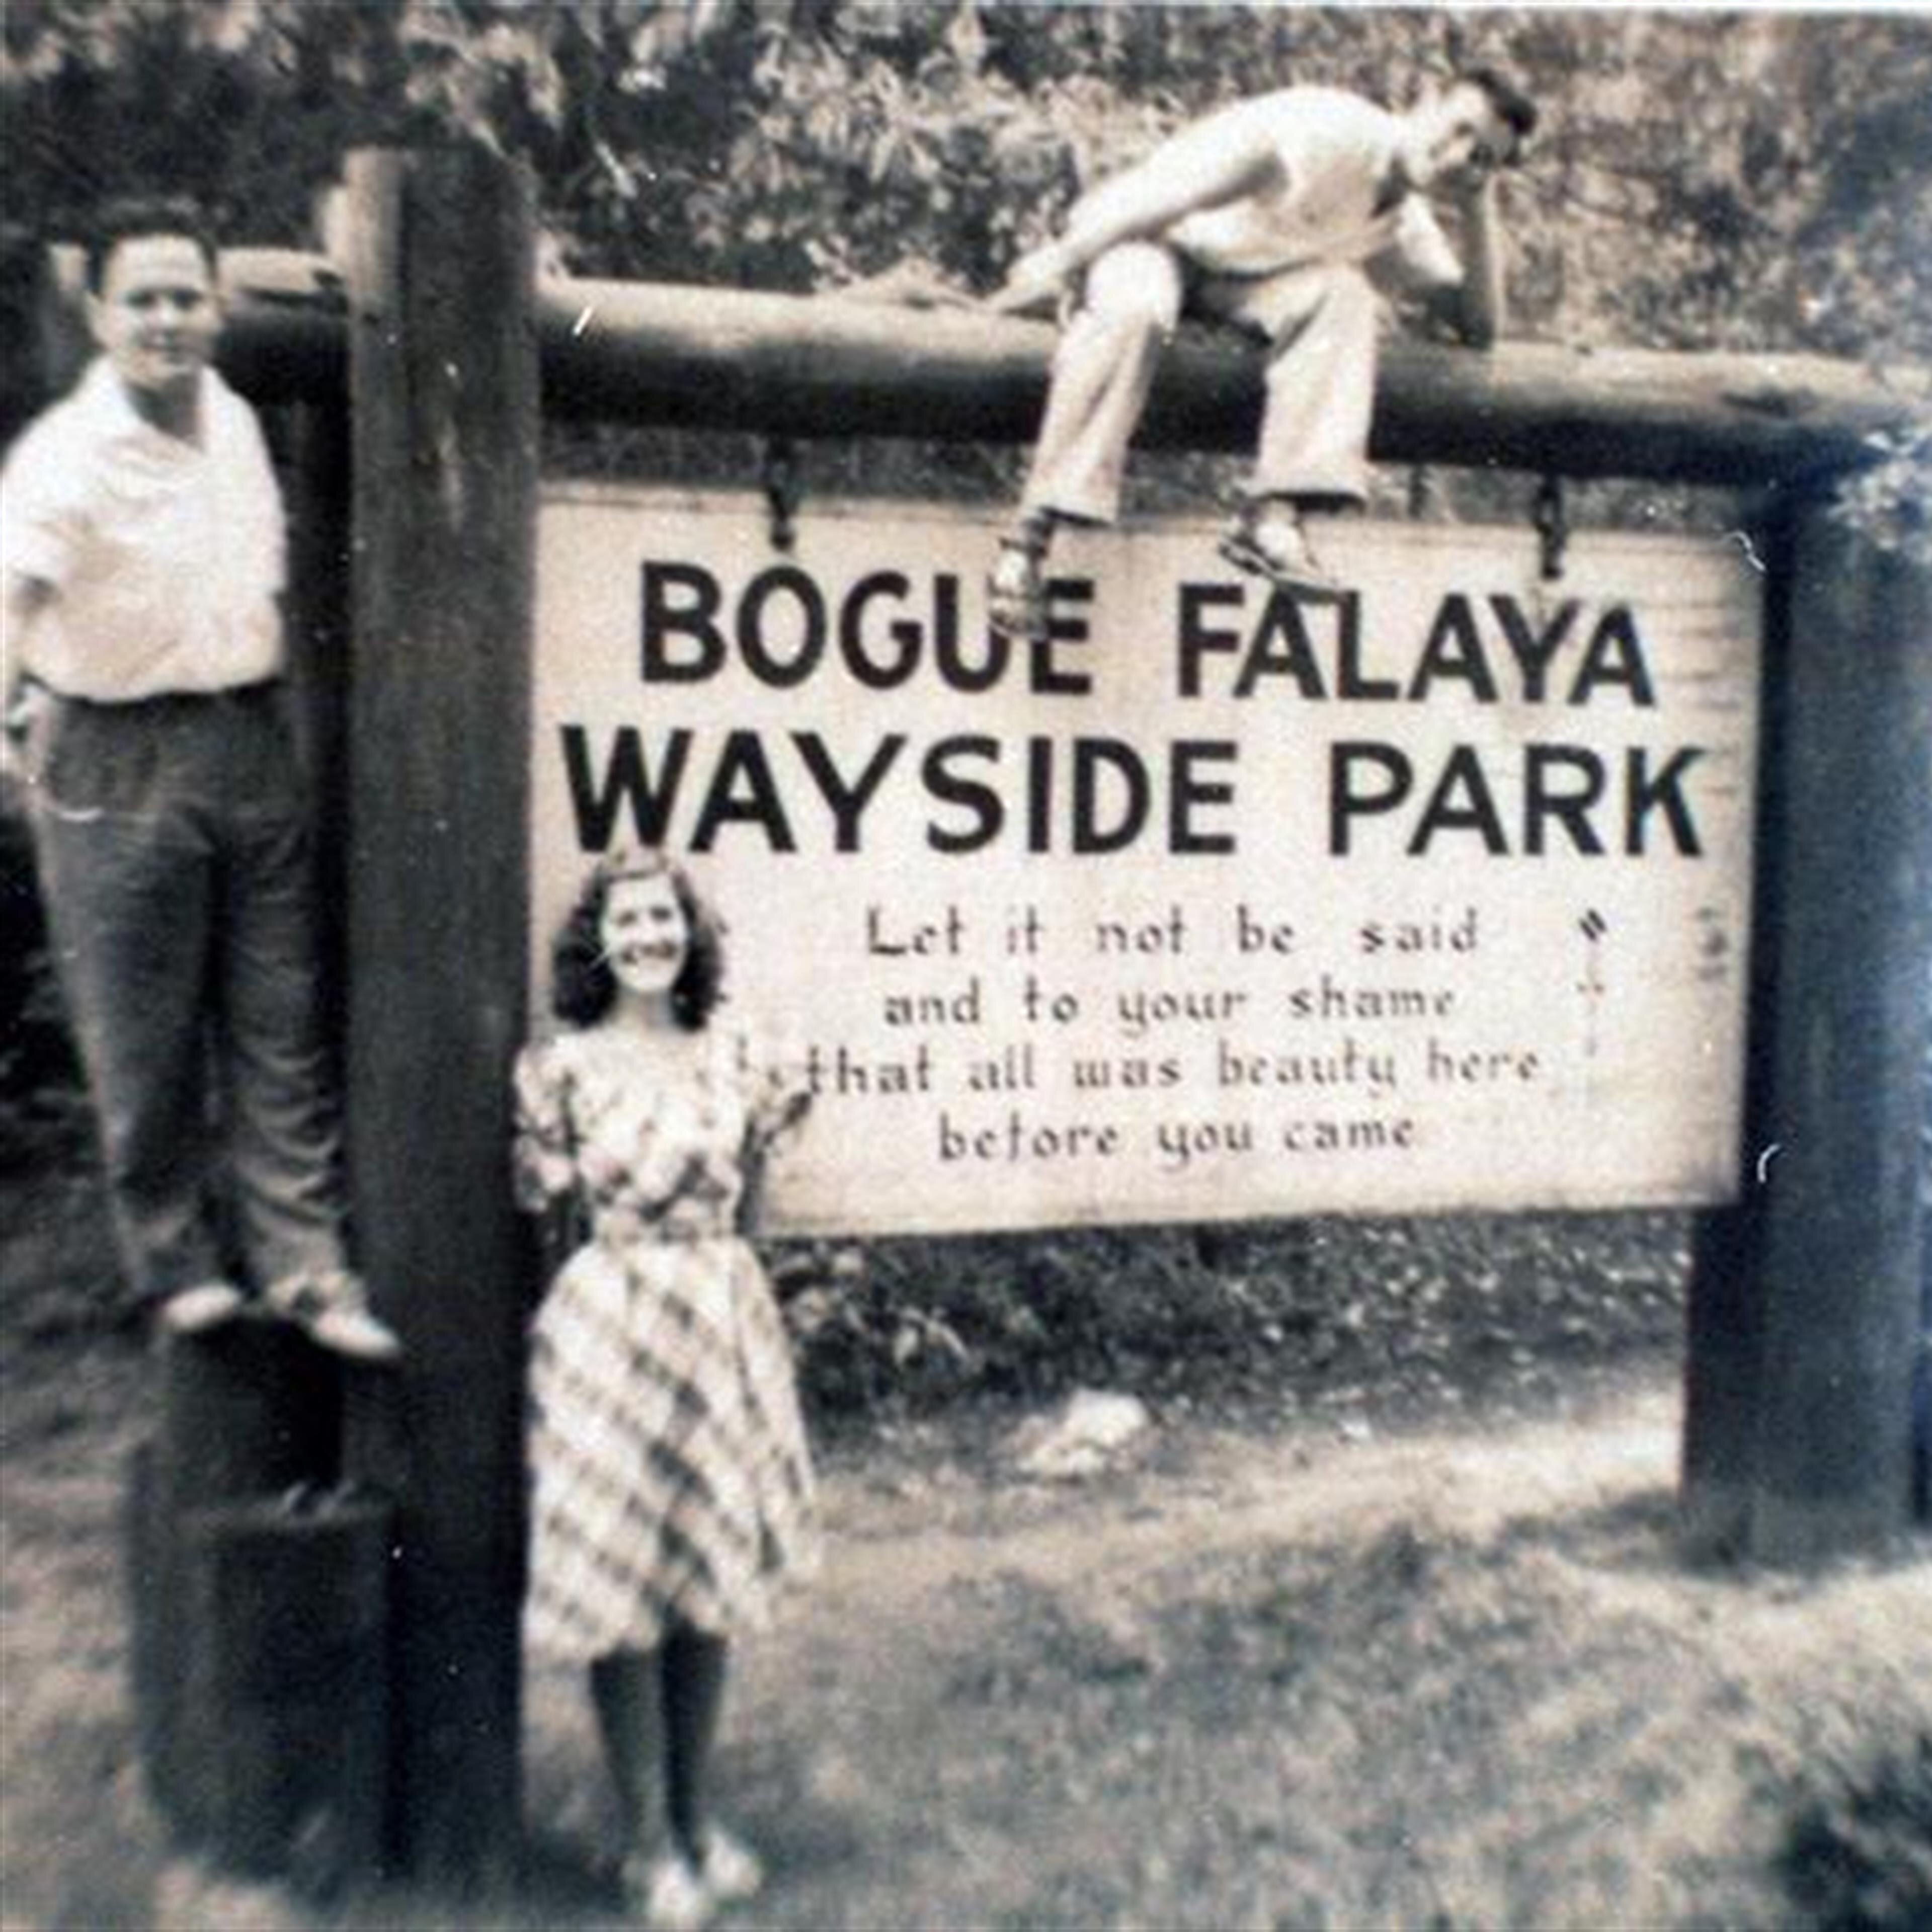 BOGUE FALAYA
WAYSIDE PARK
Let it not be said
and to your shame
that all was beauty here
before you came